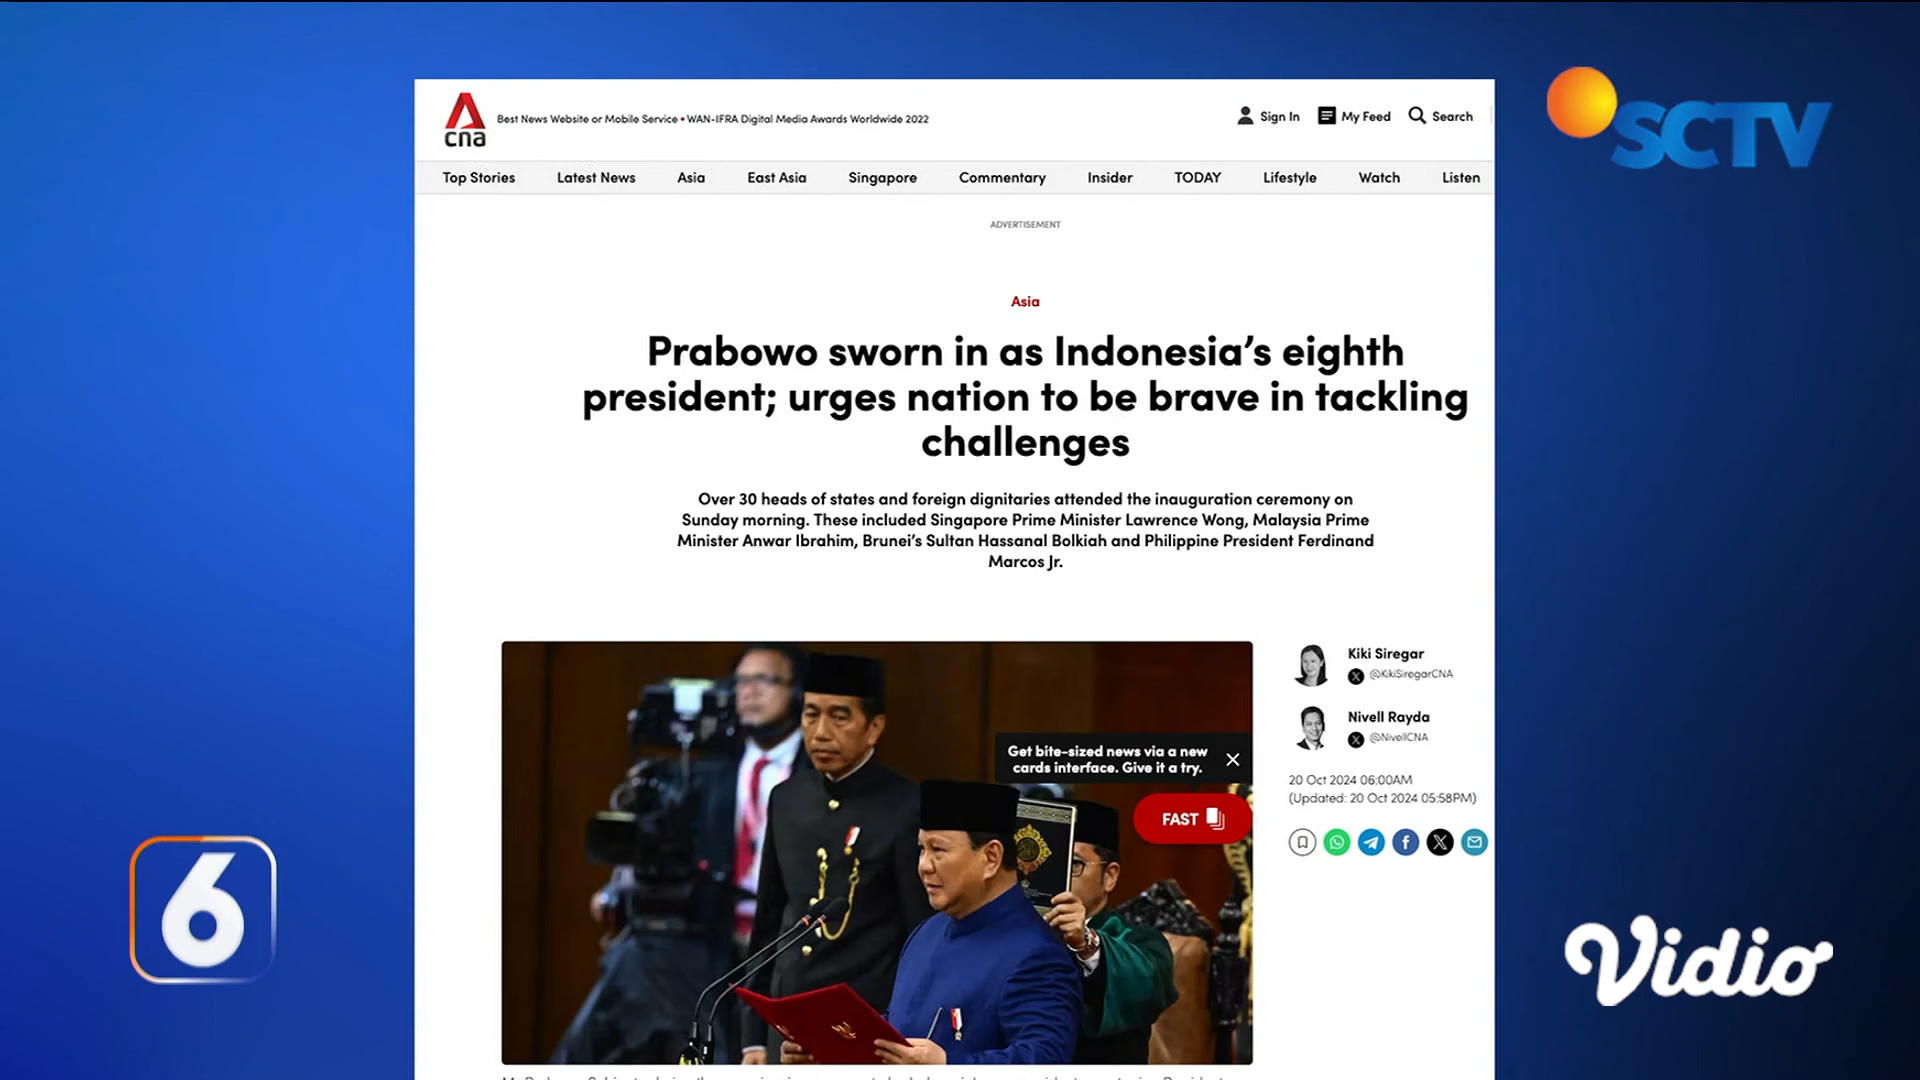 cna
Best News Website or Mobile Service • WAN-IFRA Digital Media Awards Worldwide 2022
Sign In
My Feed
Search
SCTV
Top Stories
Latest News
Asia
East Asia
Singapore
Commentary
Insider
TODAY
Lifestyle
Watch
Listen
ADVERTISEMENT
Asia
Prabowo sworn in as Indonesia’s eighth
president; urges nation to be brave in tackling
challenges
Over 30 heads of states and foreign dignitaries attended the inauguration ceremony on
Sunday morning. These included Singapore Prime Minister Lawrence Wong, Malaysia Prime
Minister Anwar Ibrahim, Brunei’s Sultan Hassanal Bolkiah and Philippine President Ferdinand
Marcos Jr.
Kiki Siregar
@KikiSiregarCNA
Nivell Rayda
@NivellCNA
20 Oct 2024 06:00AM
(Updated: 20 Oct 2024 05:58PM)
Get bite-sized news via a new
cards interface. Give it a try.
FAST
6
Vidio